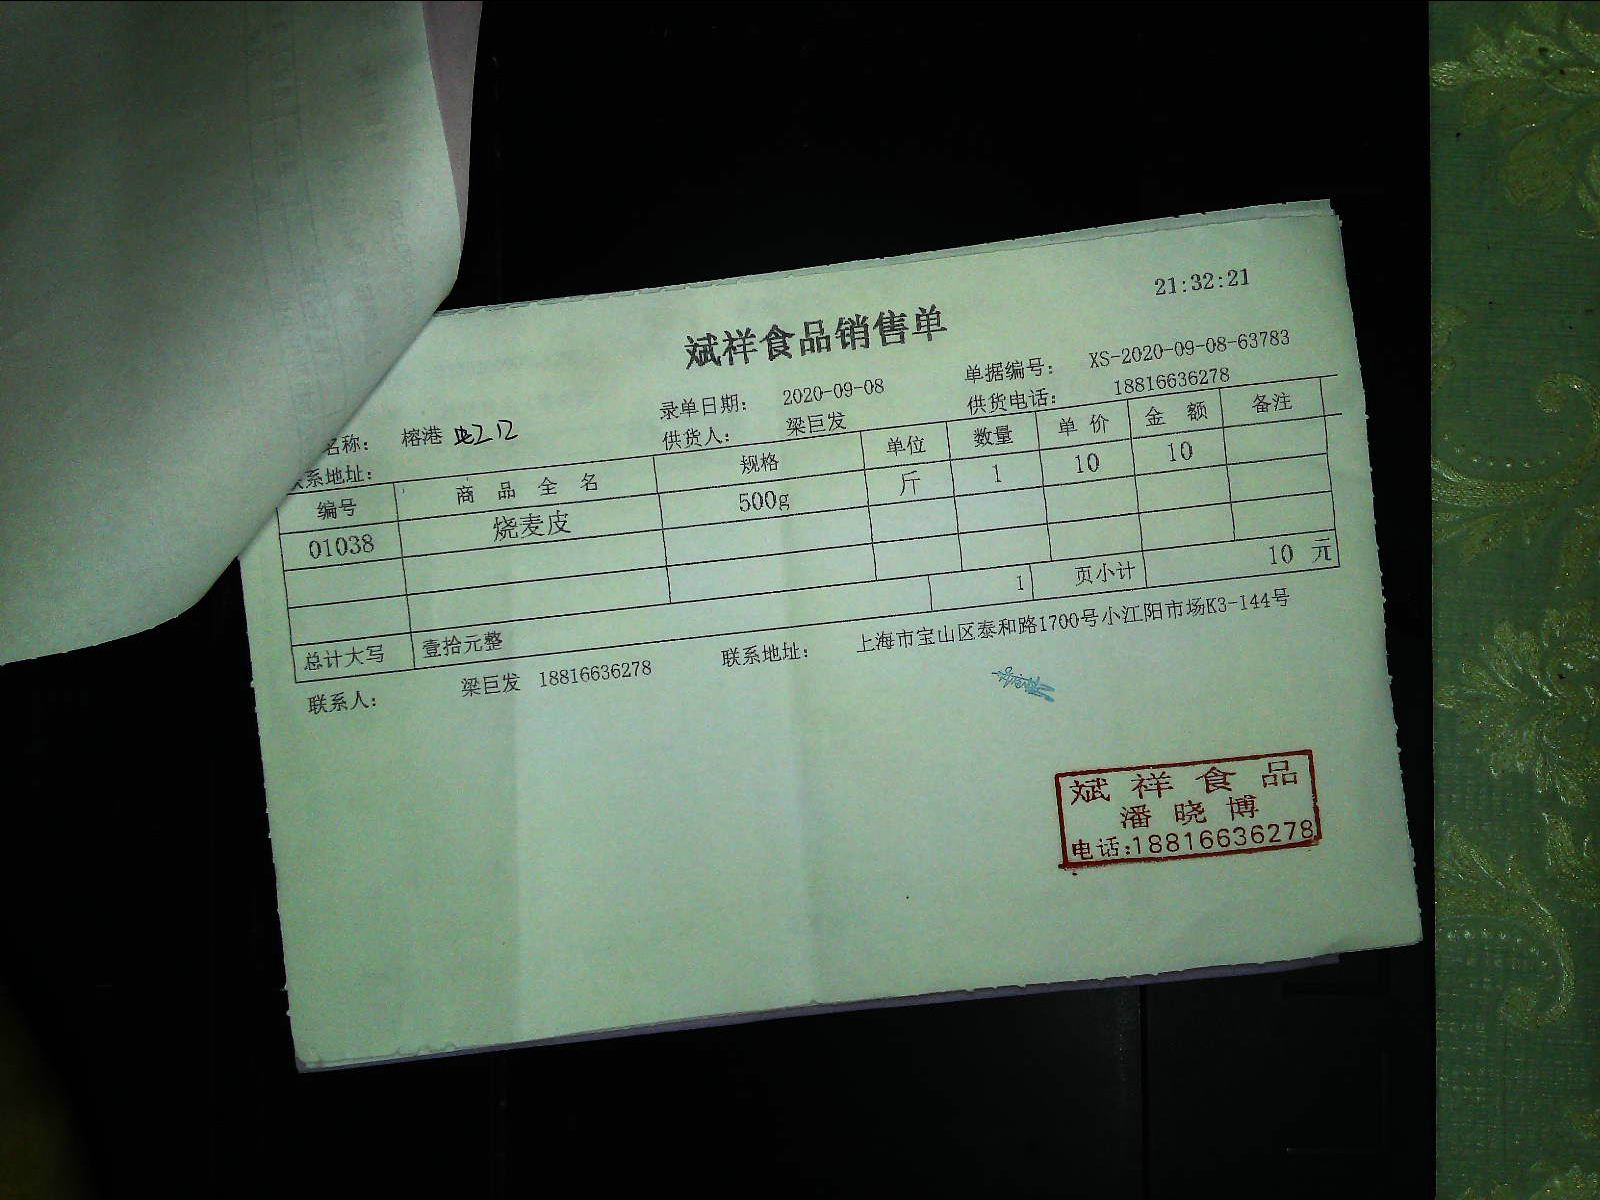 21:32:21
斌祥食品销售单
录单日期： 2020-09-08 单据编号： XS-2020-09-08-63783
名称： 榕港 供货人： 梁巨发 供货电话： 18816636278
系地址：
编号 商品全名 规格 单位 数量 单价 金额 备注
01038 烧麦皮 500g 斤 1 10 10
1 页小计 10 元
总计大写 壹拾元整
联系人： 梁巨发 18816636278 联系地址： 上海市宝山区泰和路1700号小江阳市场K3-144号
斌祥食品
潘晓博
电话:18816636278